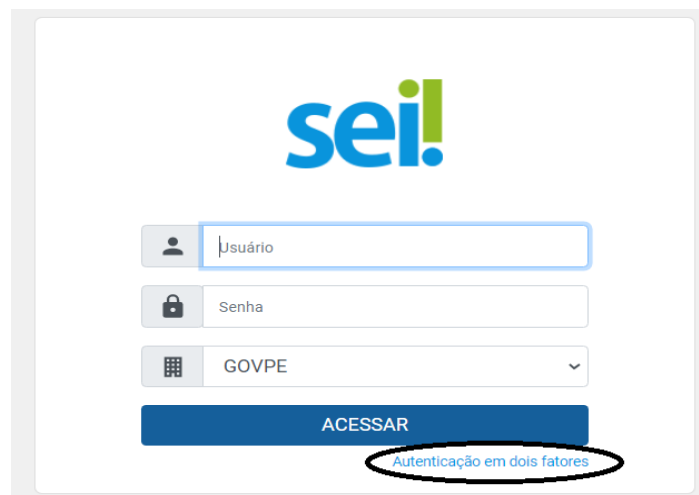 sei!
Usuário
Senha
GOVPE
ACESSAR
Autenticação em dois fatores